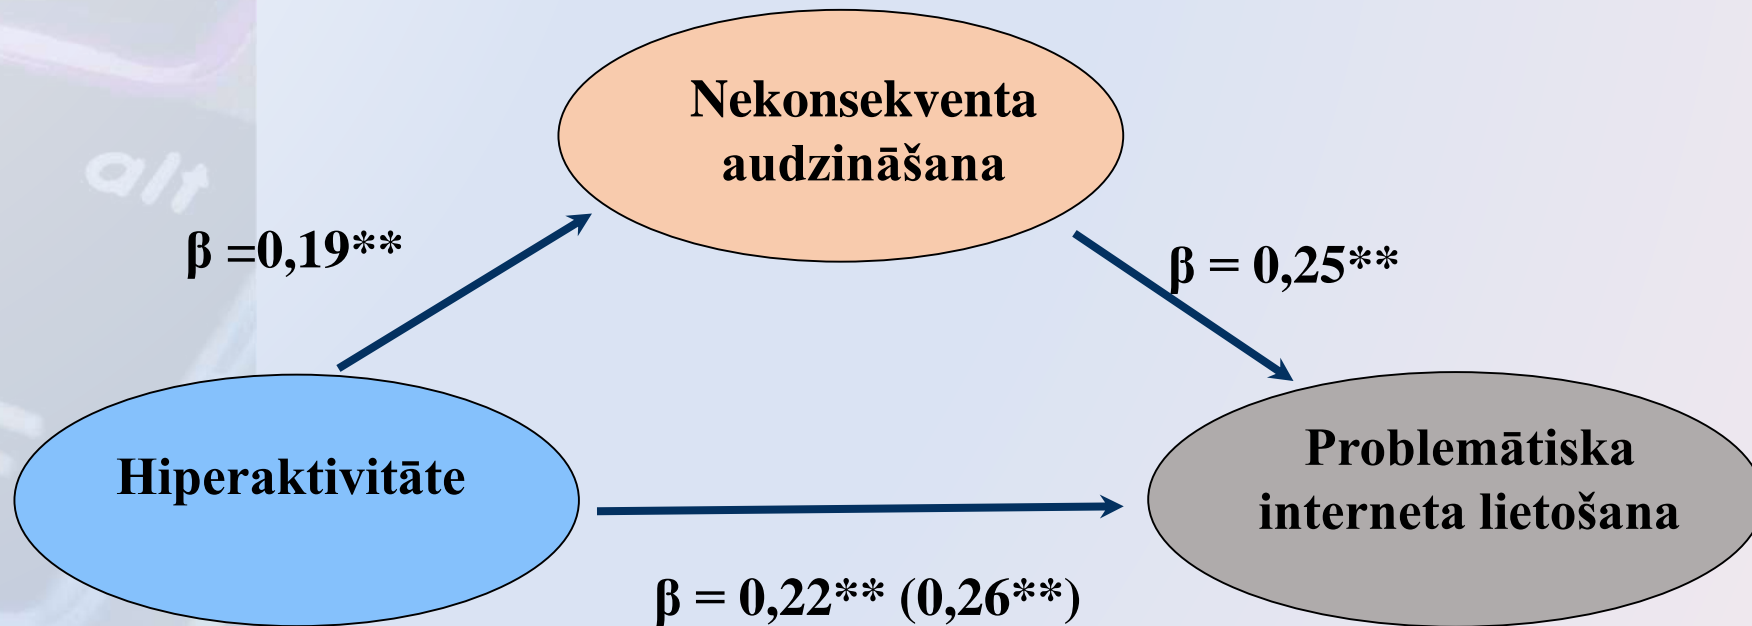 Nekonsekventa
audzināšana
β =0,19**
β = 0,25**
Hiperaktivitāte
Problemātiska
interneta lietošana
β = 0,22** (0,26**)
alt